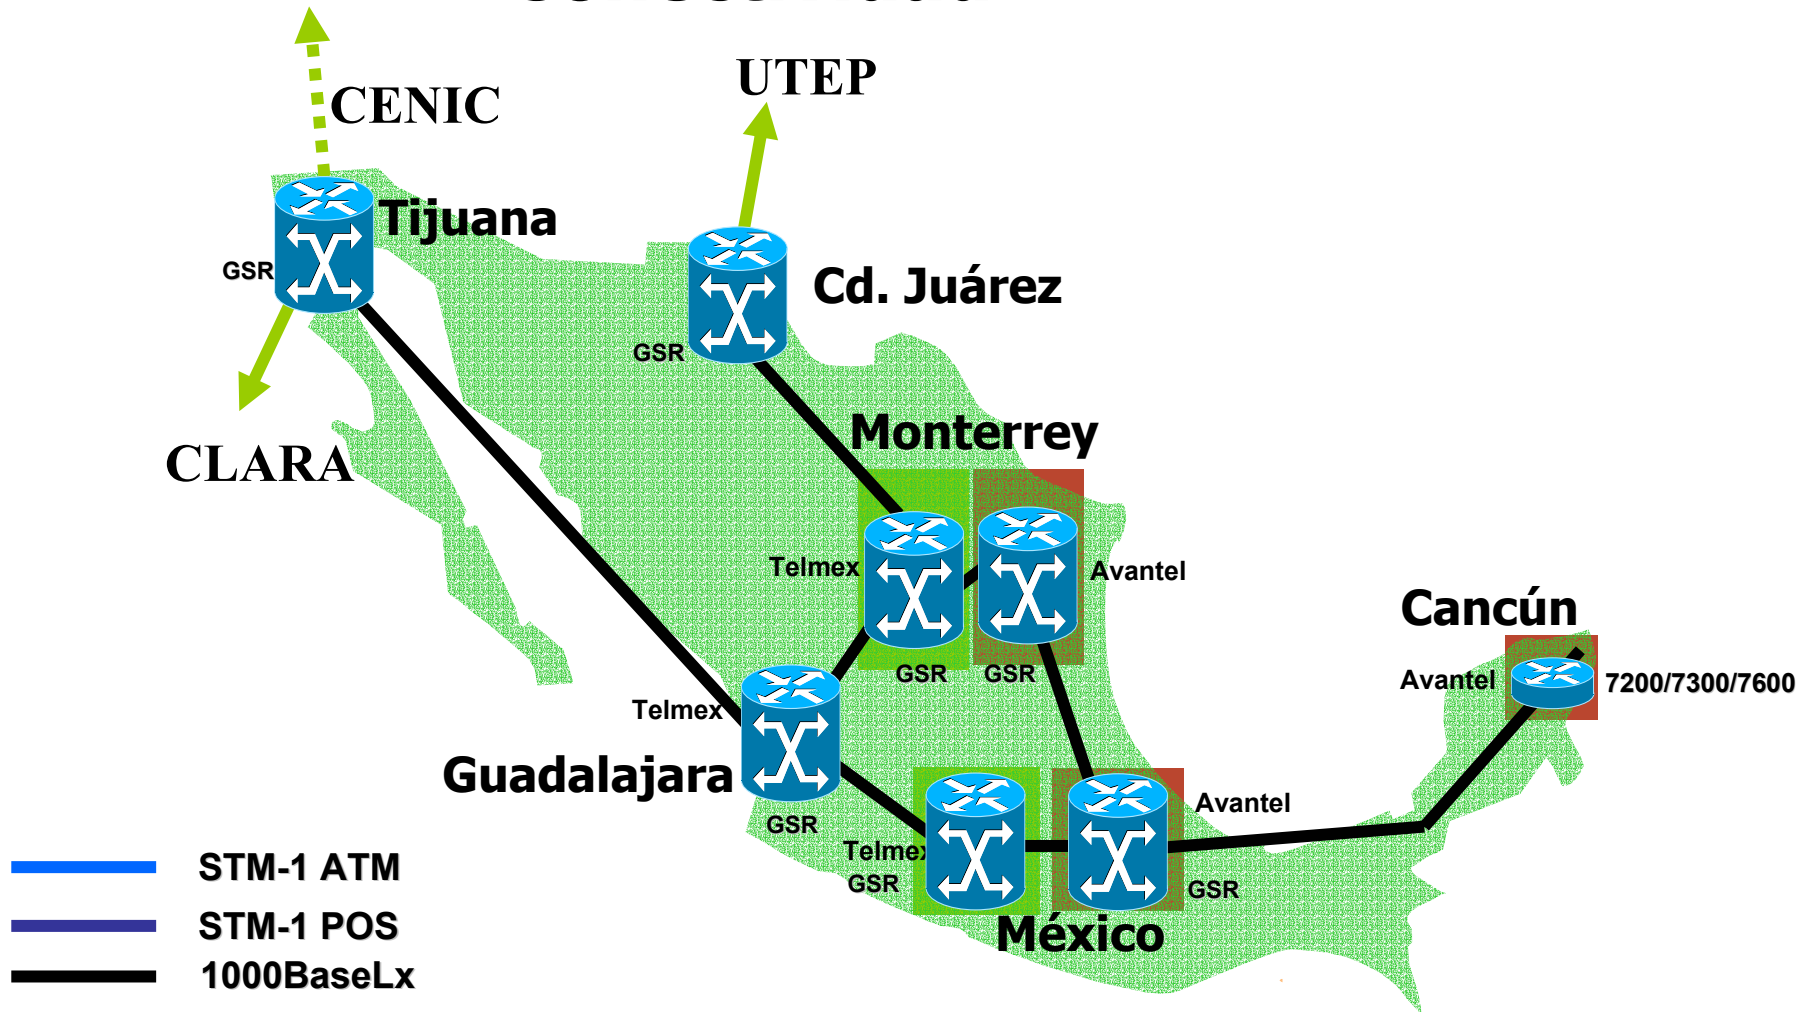 CENIC
UTEP
Tijuana
GSR
Cd. Juárez
GSR
CLARA
Monterrey
Telmex
Avantel
GSR
GSR
Cancún
Avantel
7200/7300/7600
Telmex
Guadalajara
GSR
Avantel
Telmex
GSR
GSR
México
STM-1 ATM
STM-1 POS
1000BaseLx